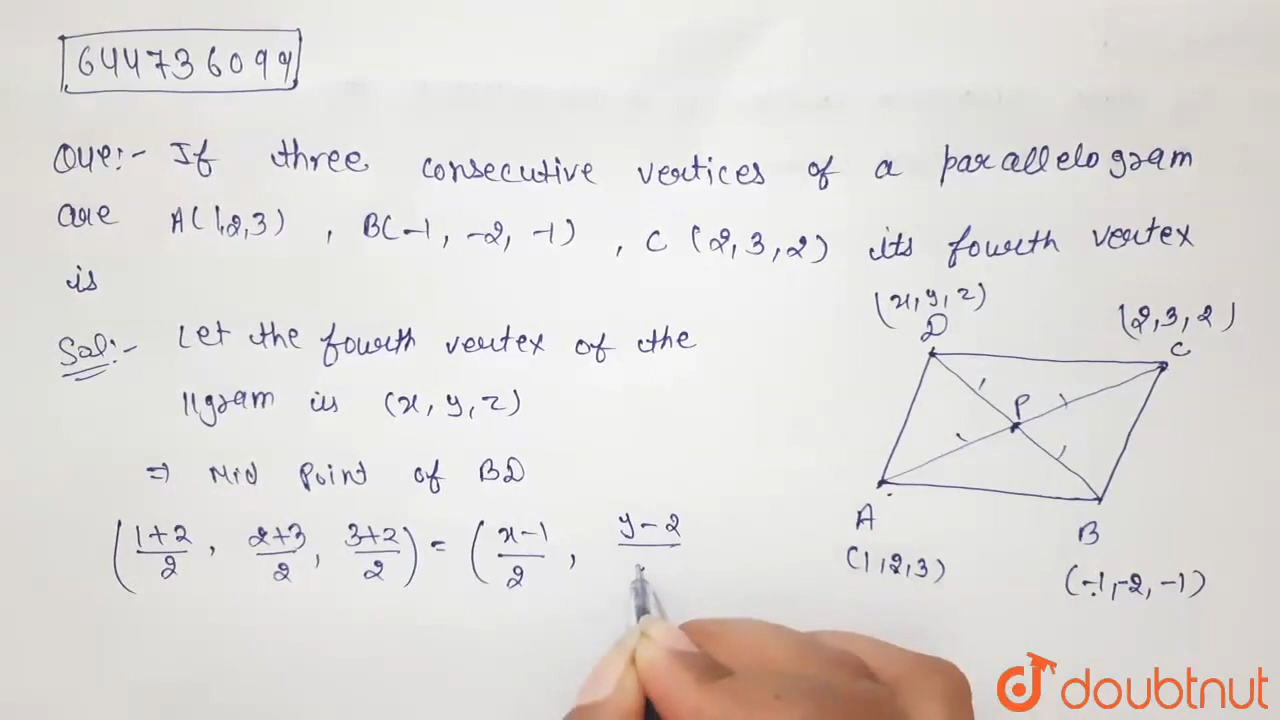 644736099
Que:- If three consecutive vertices of a parallelogram
are A(1,2,3) , B(-1, -2, -1) , C (2,3,2) its fourth vertex
is
Sol:- Let the fourth vertex of the
||gram is (x, y, z)
⇒ Mid Point of BD
((1+2)/2, (2+3)/2, (3+2)/2) = ((x-1)/2, (y-2)/
(x, y, z)
D
(2,3,2)
C
P
A
(1,2,3)
B
(-1,-2,-1)
doubtnut